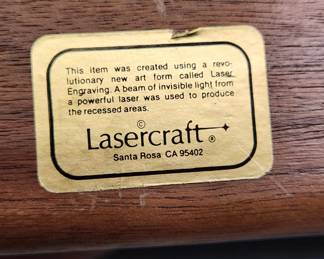 This item was created using a revo-
lutionary new art form called Laser
Engraving. A beam of invisible light from
a powerful laser was used to produce
the recessed areas.
©
Lasercraft ®
Santa Rosa CA 95402